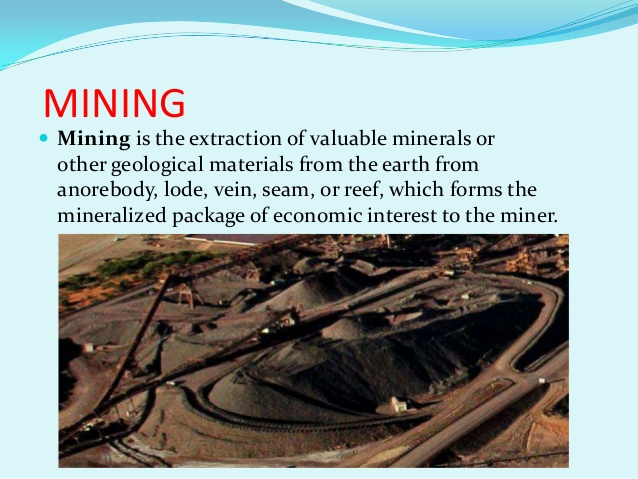 MINING
Mining is the extraction of valuable minerals or
other geological materials from the earth from
anorebody, lode, vein, seam, or reef, which forms the
mineralized package of economic interest to the miner.